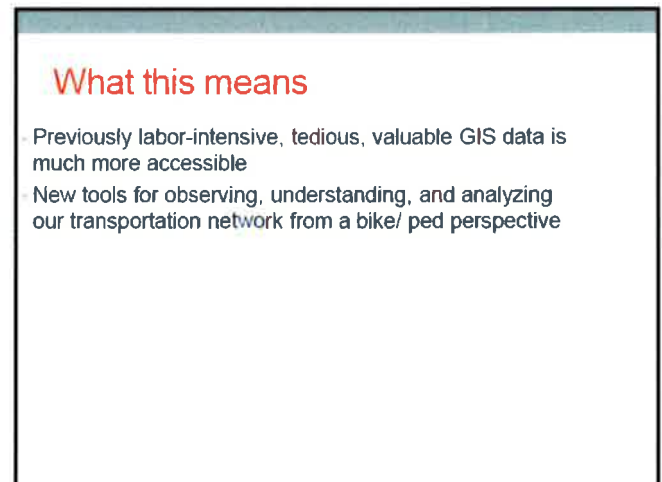 What this means
- Previously labor-intensive, tedious, valuable GIS data is
much more accessible
- New tools for observing, understanding, and analyzing
our transportation network from a bike/ ped perspective